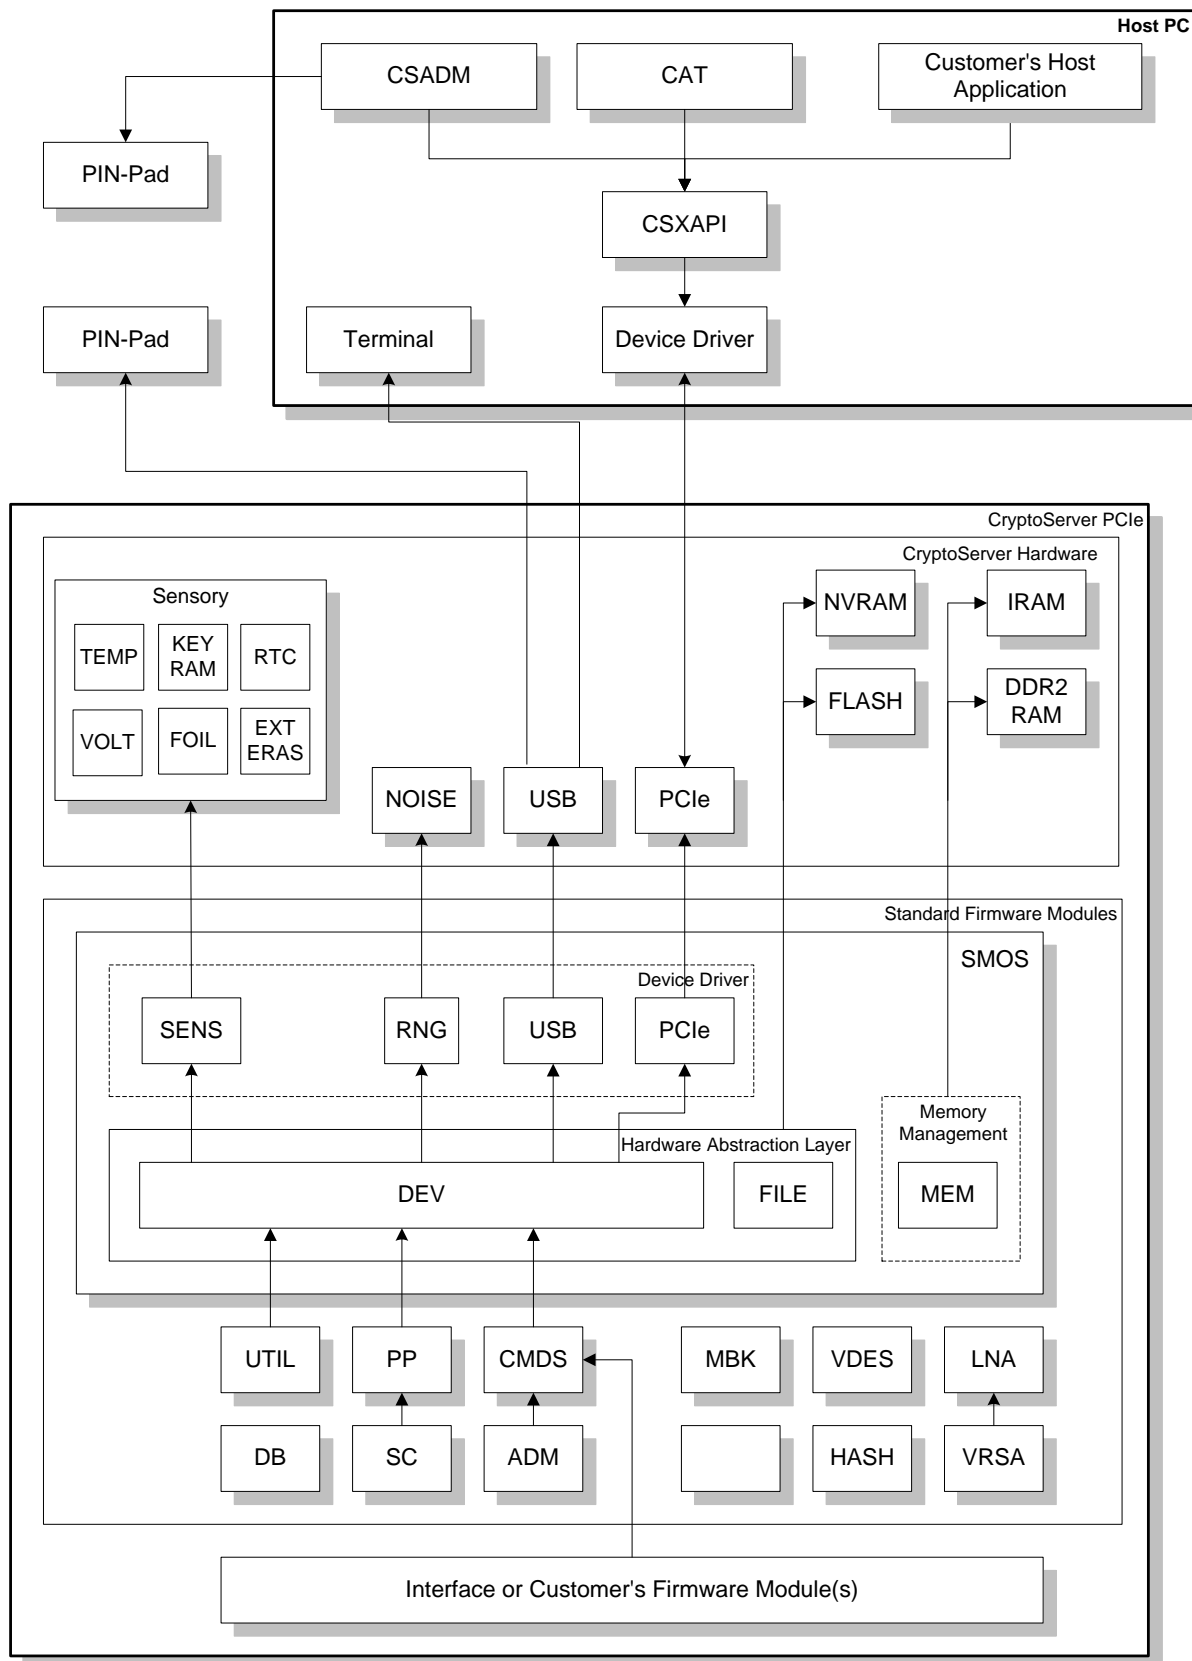 Host PC
CSADM
CAT
Customer's Host
Application
PIN-Pad
CSXAPI
PIN-Pad
Terminal
Device Driver
CryptoServer PCIe
CryptoServer Hardware
Sensory
TEMP
KEY
RAM
RTC
VOLT
FOIL
EXT
ERAS
NVRAM
IRAM
FLASH
DDR2
RAM
NOISE
USB
PCIe
Standard Firmware Modules
SMOS
Device Driver
SENS
RNG
USB
PCIe
Memory
Management
Hardware Abstraction Layer
DEV
FILE
MEM
UTIL
PP
CMDS
MBK
VDES
LNA
DB
SC
ADM
HASH
VRSA
Interface or Customer's Firmware Module(s)